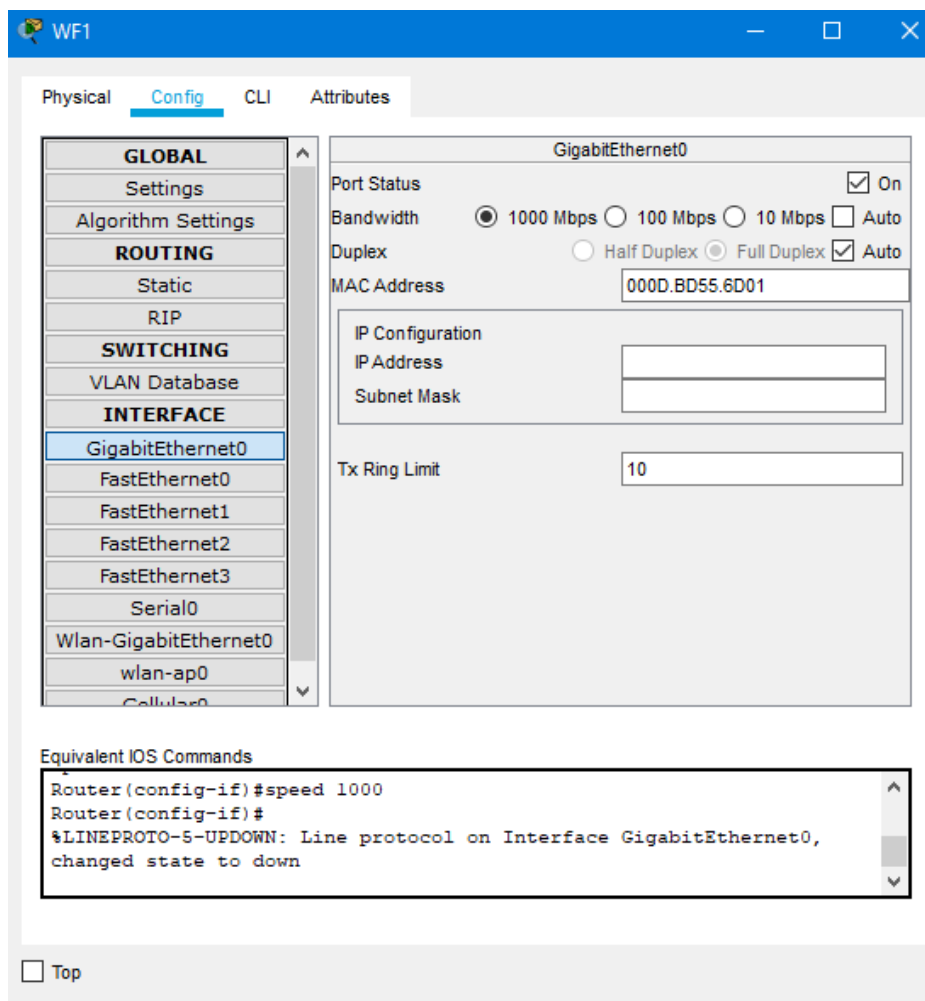 WF1
Physical Config CLI Attributes
GLOBAL
Settings
Algorithm Settings
ROUTING
Static
RIP
SWITCHING
VLAN Database
INTERFACE
GigabitEthernet0
FastEthernet0
FastEthernet1
FastEthernet2
FastEthernet3
Serial0
Wlan-GigabitEthernet0
wlan-ap0
Cellular0
GigabitEthernet0
Port Status On
Bandwidth 1000 Mbps 100 Mbps 10 Mbps Auto
Duplex Half Duplex Full Duplex Auto
MAC Address 000D.BD55.6D01
IP Configuration
IP Address
Subnet Mask
Tx Ring Limit 10
Equivalent IOS Commands
Router(config-if)#speed 1000
Router(config-if)#
%LINEPROTO-5-UPDOWN: Line protocol on Interface GigabitEthernet0,
changed state to down
Top